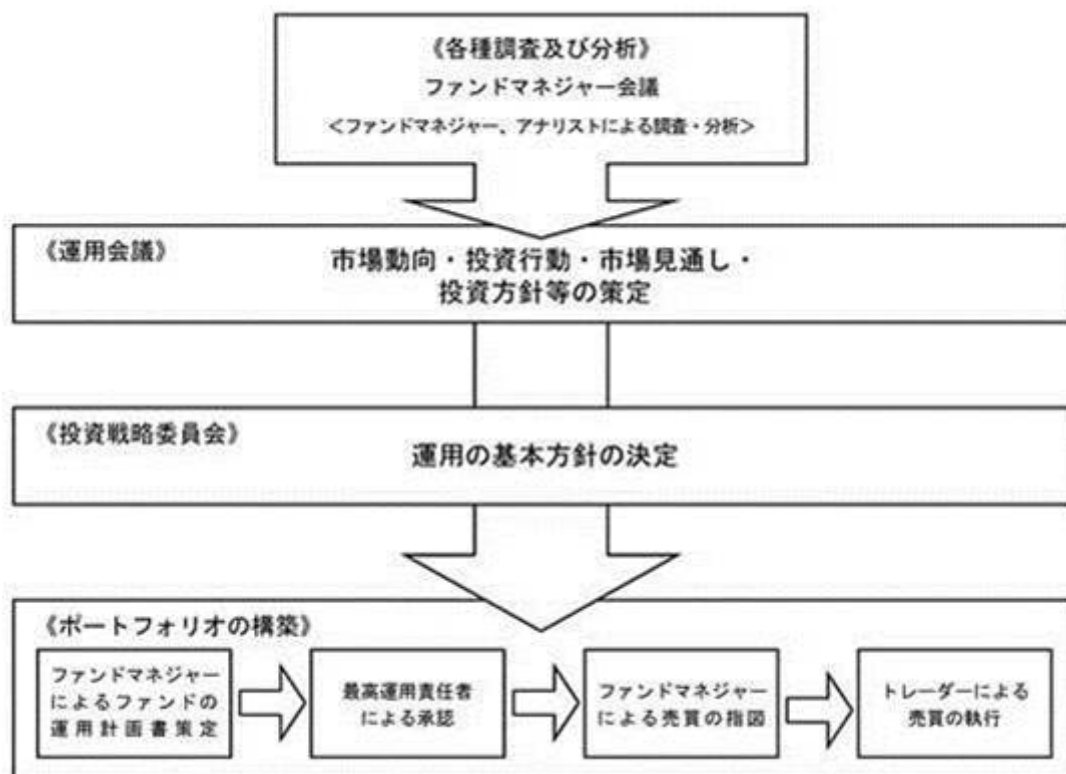 《各種調査及び分析》
ファンドマネジャー会議
<ファンドマネジャー、アナリストによる調査・分析>
《運用会議》
市場動向・投資行動・市場見通し・
投資方針等の策定
《投資戦略委員会》
運用の基本方針の決定
《ポートフォリオの構築》
ファンドマネジャー
によるファンドの
運用計画書策定
最高運用責任者
による承認
ファンドマネジャー
による売買の指図
トレーダーによる
売買の執行